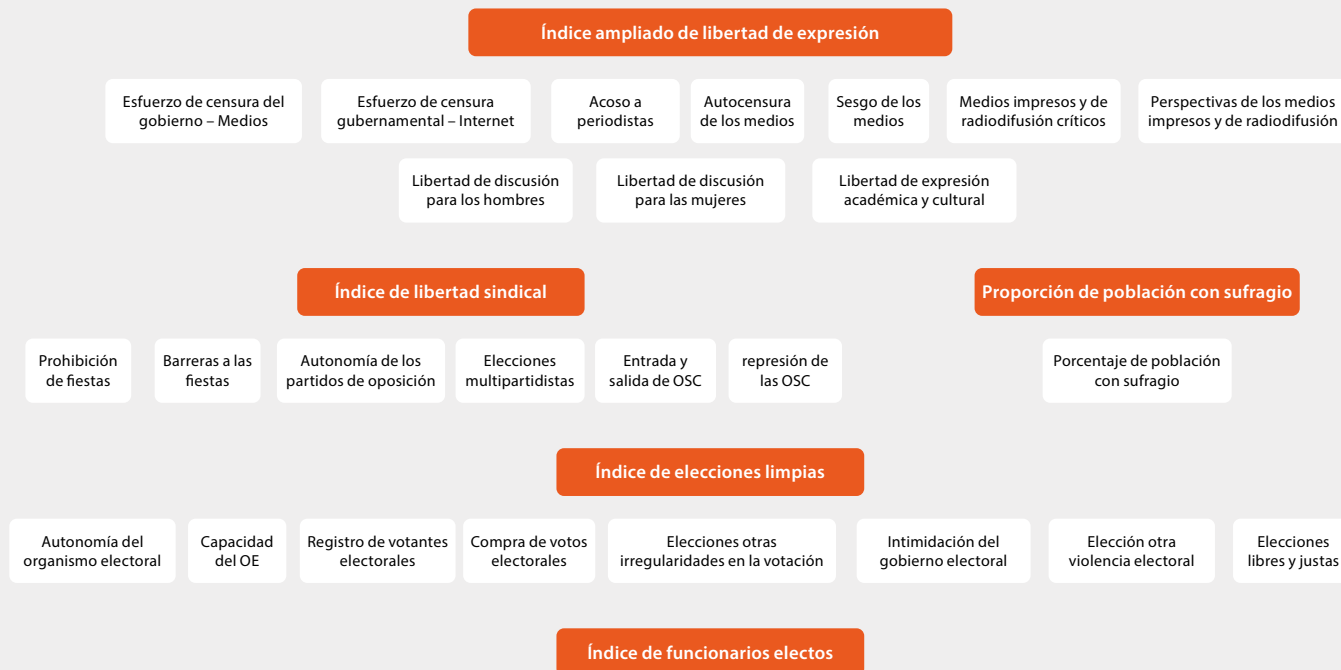 Índice ampliado de libertad de expresión
Esfuerzo de censura del
gobierno – Medios
Esfuerzo de censura
gubernamental – Internet
Acoso a
periodistas
Autocensura
de los medios
Sesgo de los
medios
Medios impresos y de
radiodifusión críticos
Perspectivas de los medios
impresos y de radiodifusión
Libertad de discusión
para los hombres
Libertad de discusión
para las mujeres
Libertad de expresión
académica y cultural
Índice de libertad sindical
Prohibición
de fiestas
Barreras a las
fiestas
Autonomía de los
partidos de oposición
Elecciones
multipartidistas
Entrada y
salida de OSC
represión de
las OSC
Proporción de población con sufragio
Porcentaje de población
con sufragio
Índice de elecciones limpias
Autonomía del
organismo electoral
Capacidad
del OE
Registro de votantes
electorales
Compra de votos
electorales
Elecciones otras
irregularidades en la votación
Intimidación del
gobierno electoral
Elección otra
violencia electoral
Elecciones
libres y justas
Índice de funcionarios electos